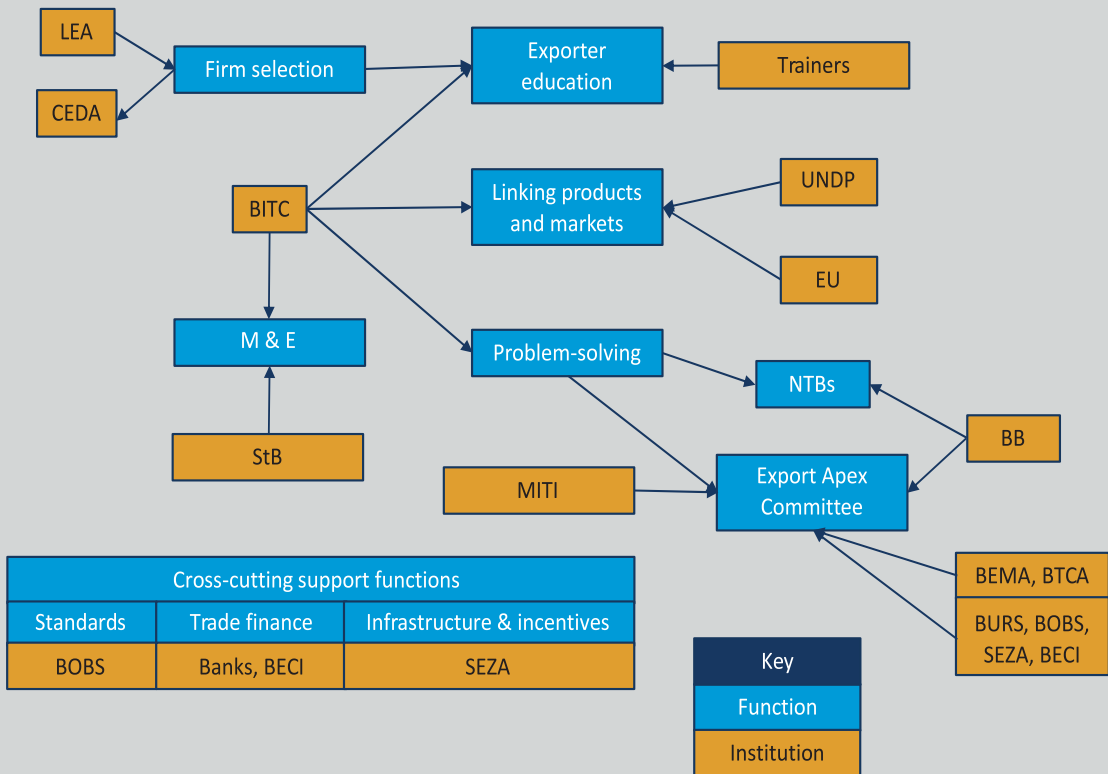 LEA
Firm selection
CEDA
Exporter
education
Trainers
BITC
Linking products
and markets
UNDP
EU
M & E
Problem-solving
NTBs
StB
BB
MITI
Export Apex
Committee
BEMA, BTCA
BURS, BOBS,
SEZA, BECI
Cross-cutting support functions
Standards
Trade finance
Infrastructure & incentives
BOBS
Banks, BECI
SEZA
Key
Function
Institution